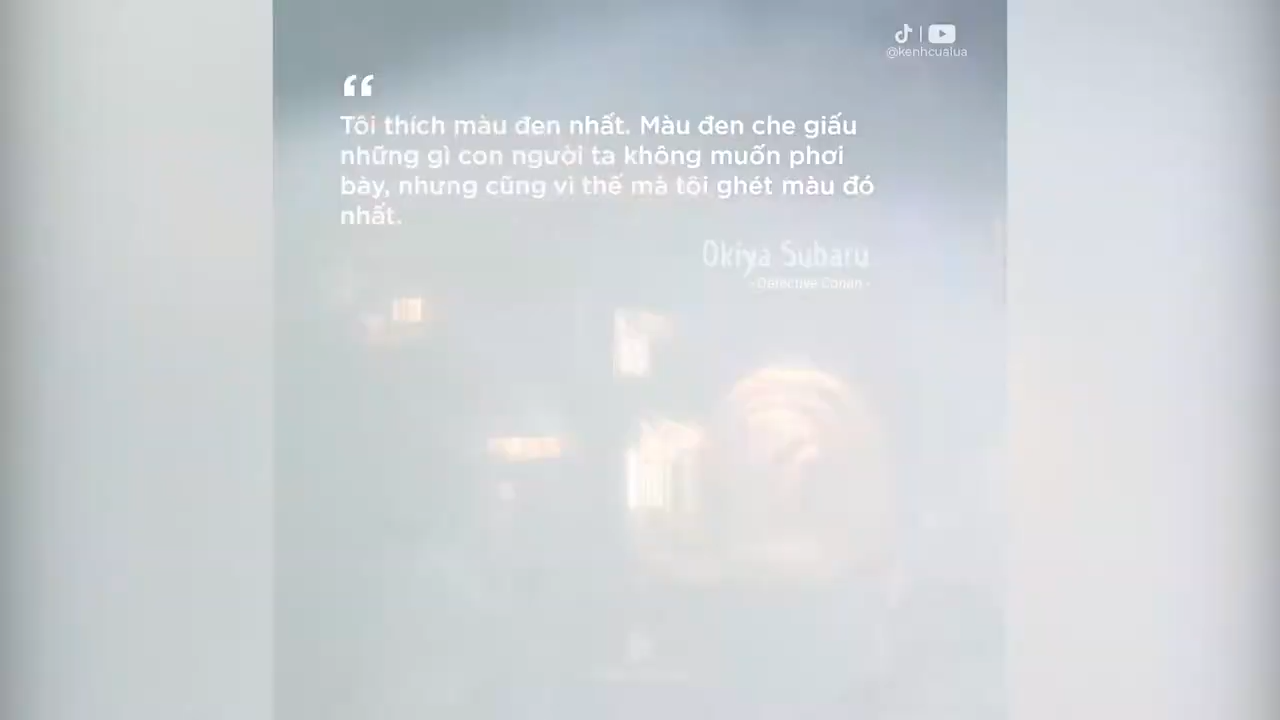 @kenhcualua
“
Tôi thích màu đen nhất. Màu đen che giấu
những gì con người ta không muốn phơi
bày, nhưng cũng vì thế mà tôi ghét màu đó
nhất.
Okiya Subaru
- Detective Conan -